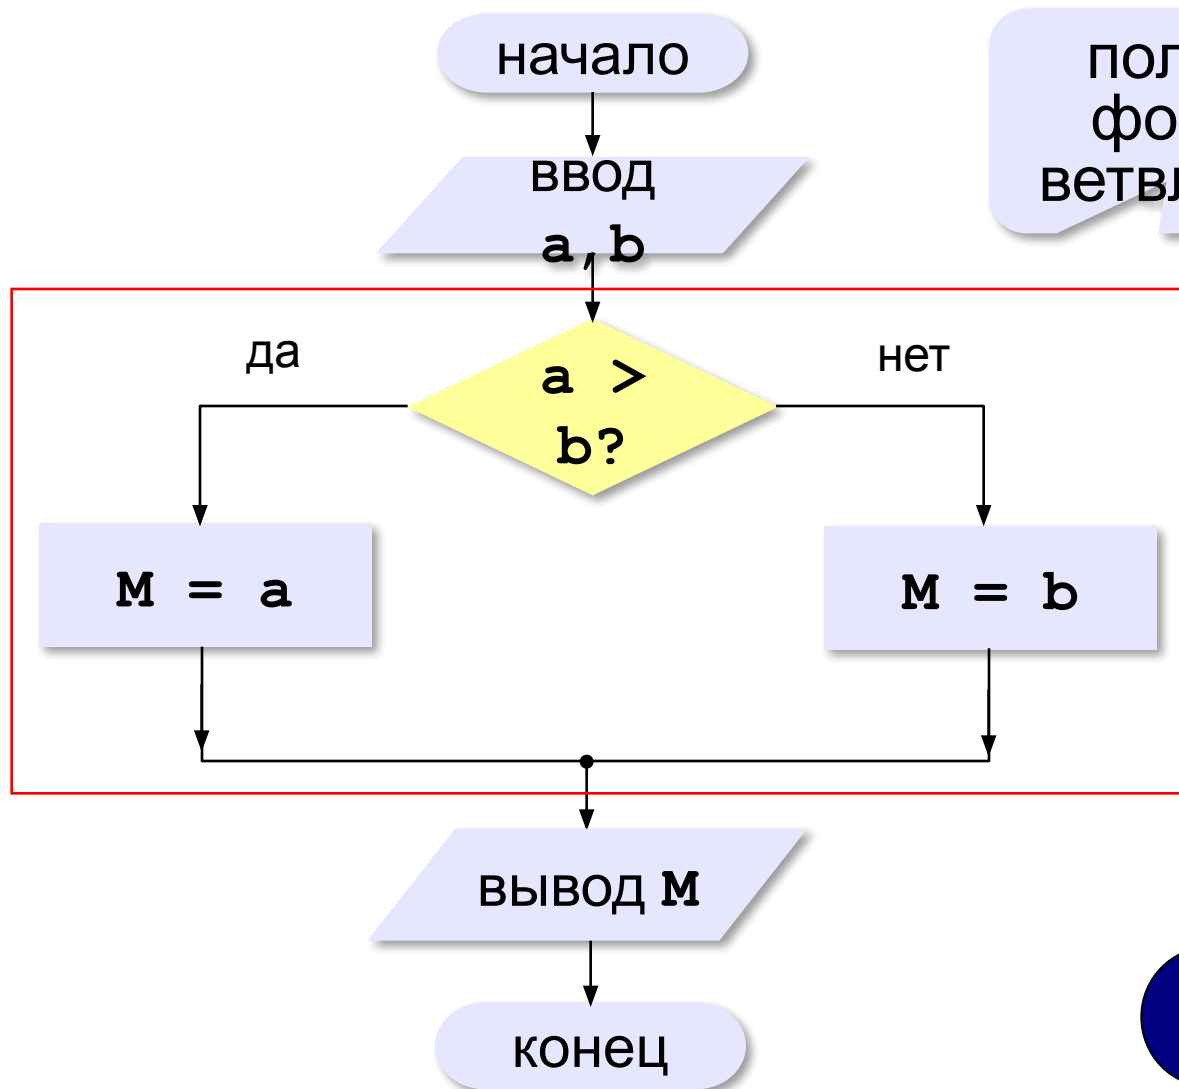 начало
ввод
a,b
да
a >
b?
нет
M = a
M = b
вывод M
конец